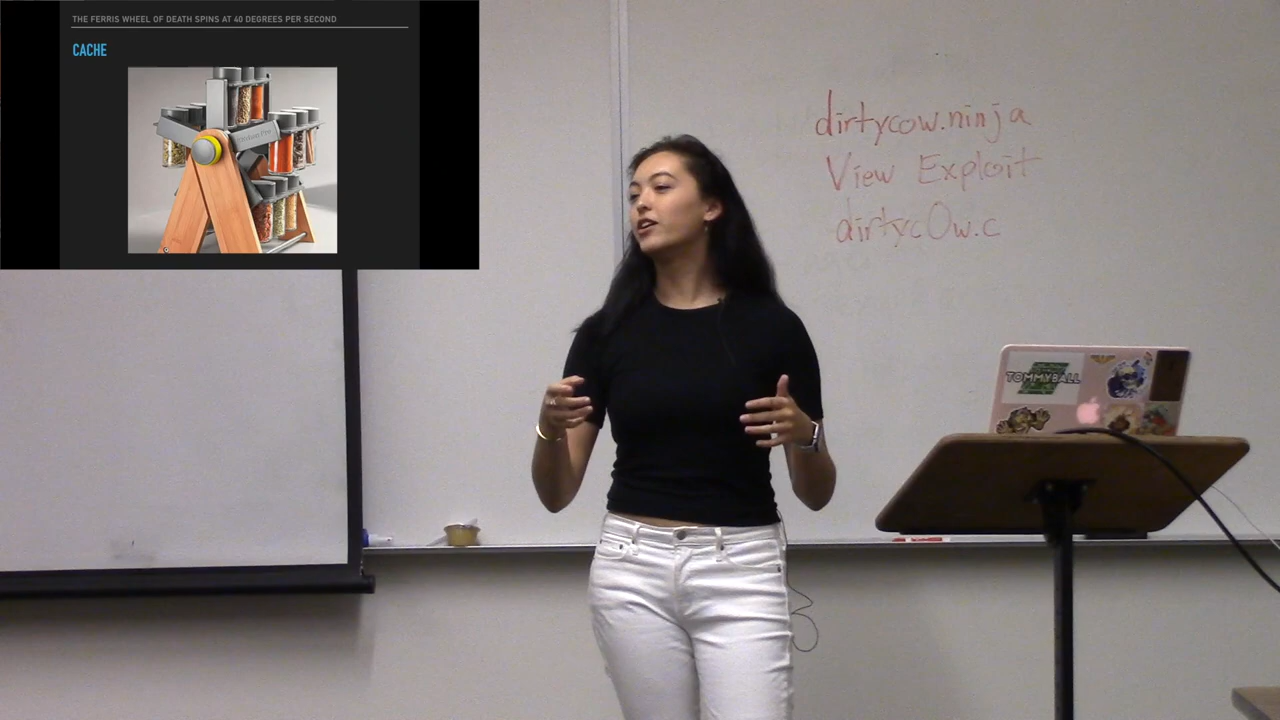 THE FERRIS WHEEL OF DEATH SPINS AT 40 DEGREES PER SECOND
CACHE
dirtycow.ninja
View Exploit
dirtyc0w.c
TOMMYBALL